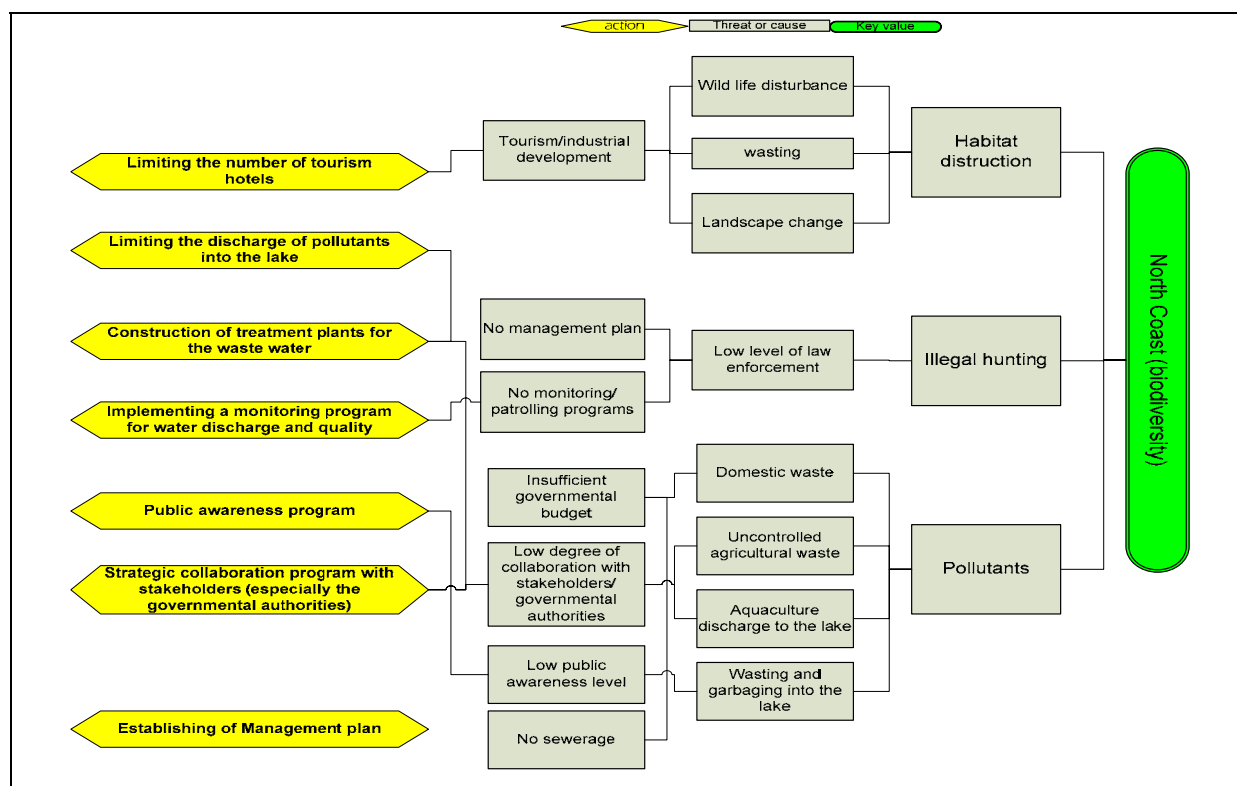 action
Threat or cause
Key value
Limiting the number of tourism
hotels
Limiting the discharge of pollutants
into the lake
Construction of treatment plants for
the waste water
Implementing a monitoring program
for water discharge and quality
Public awareness program
Strategic collaboration program with
stakeholders (especially the
governmental authorities)
Establishing of Management plan
Tourism/industrial
development
No management plan
No monitoring/
patrolling programs
Insufficient
governmental
budget
Low degree of
collaboration with
stakeholders/
governmental
authorities
Low public
awareness level
No sewerage
Wild life disturbance
wasting
Landscape change
Low level of law
enforcement
Domestic waste
Uncontrolled
agricultural waste
Aquaculture
discharge to the lake
Wasting and
garbaging into the
lake
Habitat
distruction
Illegal hunting
Pollutants
North Coast (biodiversity)